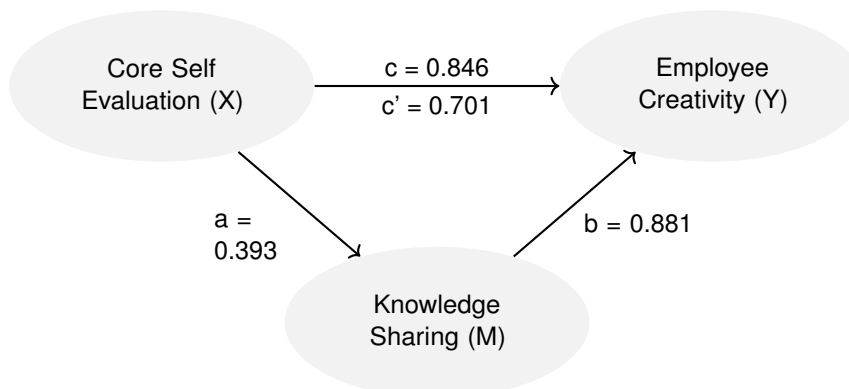 Core Self
Evaluation (X)
c = 0.846
c' = 0.701
Employee
Creativity (Y)
a =
0.393
b = 0.881
Knowledge
Sharing (M)